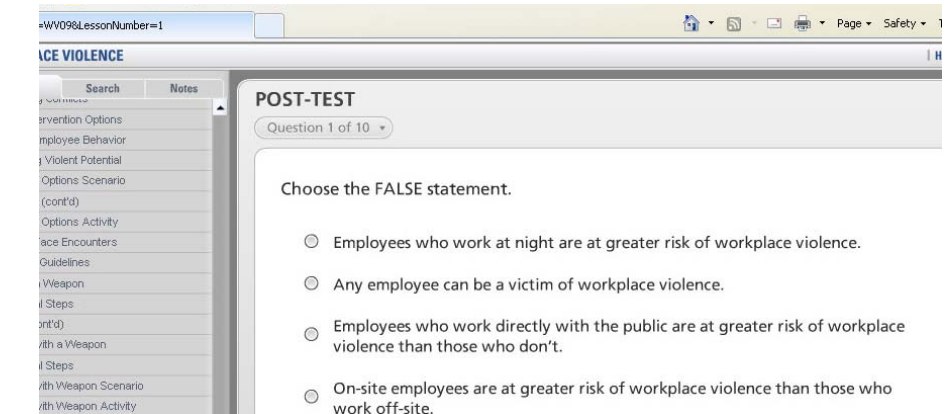 =WV09&LessonNumber=1
Page
Safety
ACE VIOLENCE
Search
Notes
POST-TEST
ervention Options
Question 1 of 10
mployee Behavior
g Violent Potential
Options Scenario
(cont'd)
Options Activity
ace Encounters
Guidelines
Weapon
l Steps
ont'd)
vith a Weapon
l Steps
vith Weapon Scenario
vith Weapon Activity
Choose the FALSE statement.
Employees who work at night are at greater risk of workplace violence.
Any employee can be a victim of workplace violence.
Employees who work directly with the public are at greater risk of workplace
violence than those who don't.
On-site employees are at greater risk of workplace violence than those who
work off-site.